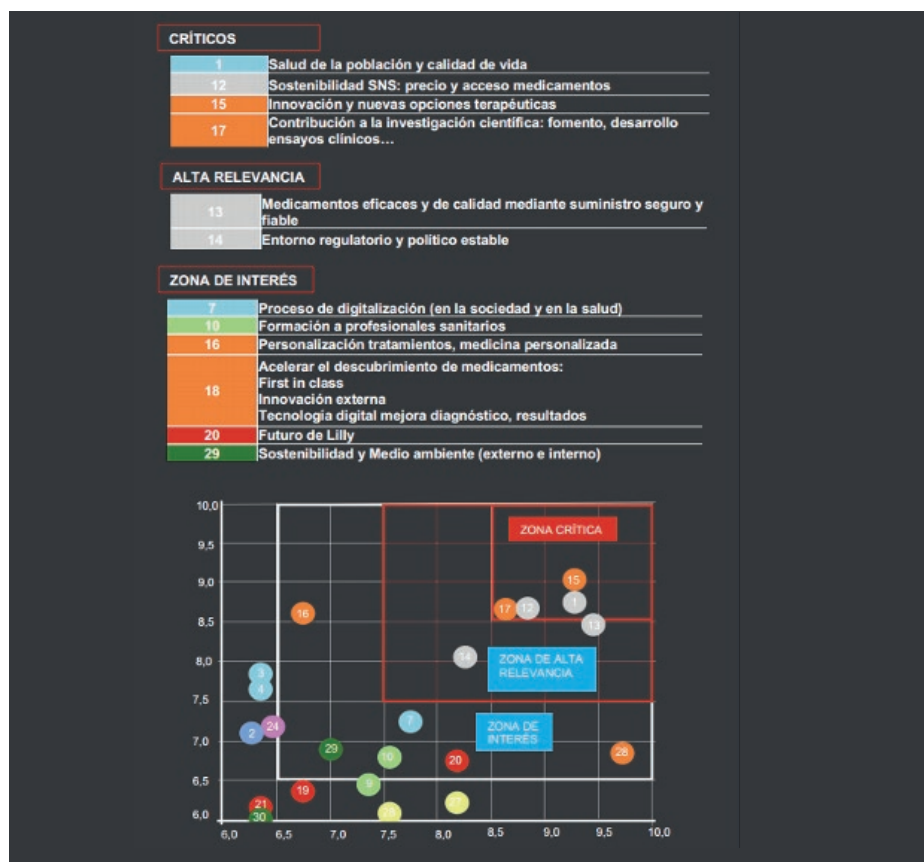 CRÍTICOS
1 Salud de la población y calidad de vida
12 Sostenibilidad SNS: precio y acceso medicamentos
15 Innovación y nuevas opciones terapéuticas
17 Contribución a la investigación científica: fomento, desarrollo
ensayos clínicos…
ALTA RELEVANCIA
13 Medicamentos eficaces y de calidad mediante suministro seguro y
fiable
14 Entorno regulatorio y político estable
ZONA DE INTERÉS
7 Proceso de digitalización (en la sociedad y en la salud)
10 Formación a profesionales sanitarios
16 Personalización tratamientos, medicina personalizada
18 Acelerar el descubrimiento de medicamentos:
First in class
Innovación externa
Tecnología digital mejora diagnóstico, resultados
20 Futuro de Lilly
29 Sostenibilidad y Medio ambiente (externo e interno)
10,0
ZONA CRÍTICA
9,5
9,0
15
16
17
12
1
8,5
13
8,0
14
ZONA DE ALTA
RELEVANCIA
3
4
7,5
7
ZONA DE
INTERÉS
2
24
7,0
29
10
20
28
6,5
9
19
21
27
6,0
30
6,0 6,5 7,0 7,5 8,0 8,5 9,0 9,5 10,0